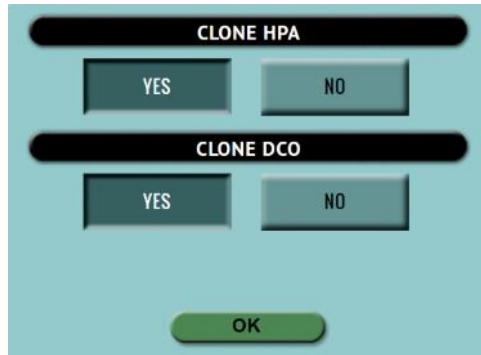 CLONE HPA
YES NO
CLONE DCO
YES NO
OK